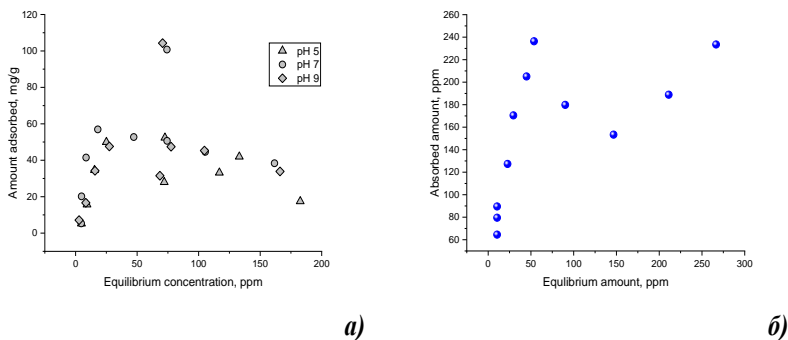 120
100
80
60
40
20
0
Amount adsorbed, mg/g
pH 5
pH 7
pH 9
0 50 100 150 200
Equilibrium concentration, ppm
а)
260
240
220
200
180
160
140
120
100
80
60
Absorbed amount, ppm
0 50 100 150 200 250 300
Equlibrium amount, ppm
б)